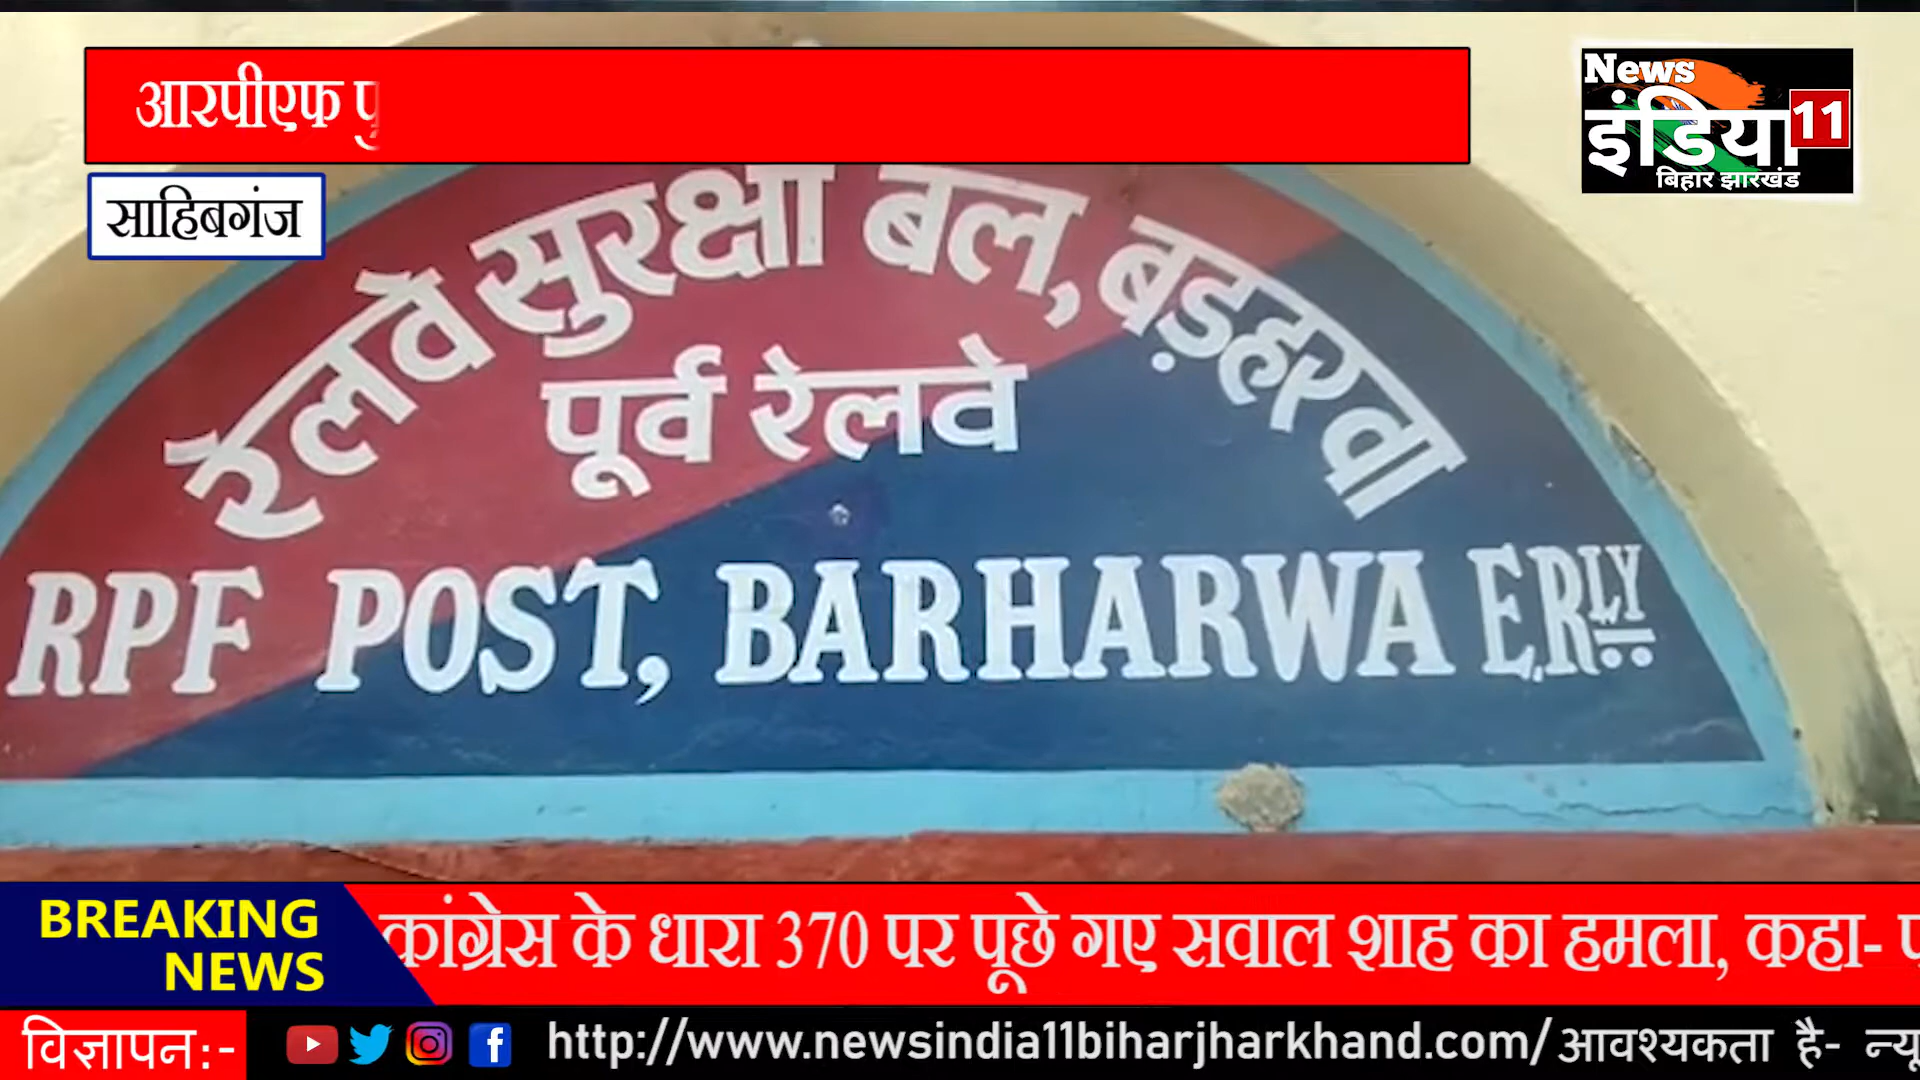 आरपीएफ
News
इंडिया 11
बिहार झारखंड
साहिबगंज
रेलवे सुरक्षा बल, बड़हरवा
पूर्व रेलवे
RPF POST, BARHARWA E.RLY
BREAKING
NEWS
कांग्रेस के धारा 370 पर पूछे गए सवाल शाह का हमला, कहा-
विज्ञापन:-
http://www.newsindia11biharjharkhand.com/ आवश्यकता है-